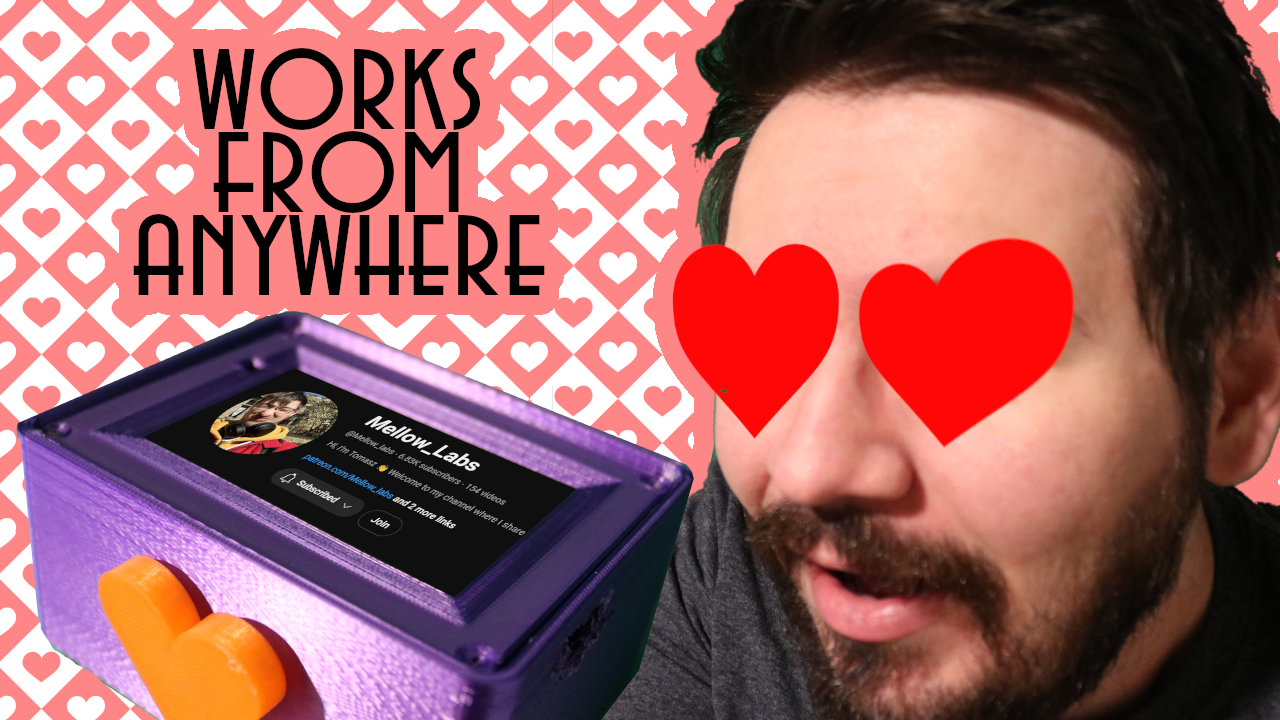 WORKS
FROM
ANYWHERE
Mellow_Labs
@Mellow_labs · 6.83K subscribers · 154 videos
Hi, I'm Tomasz 👋 Welcome to my channel where I share
patreon.com/Mellow_labs and 2 more links
Subscribed
Join